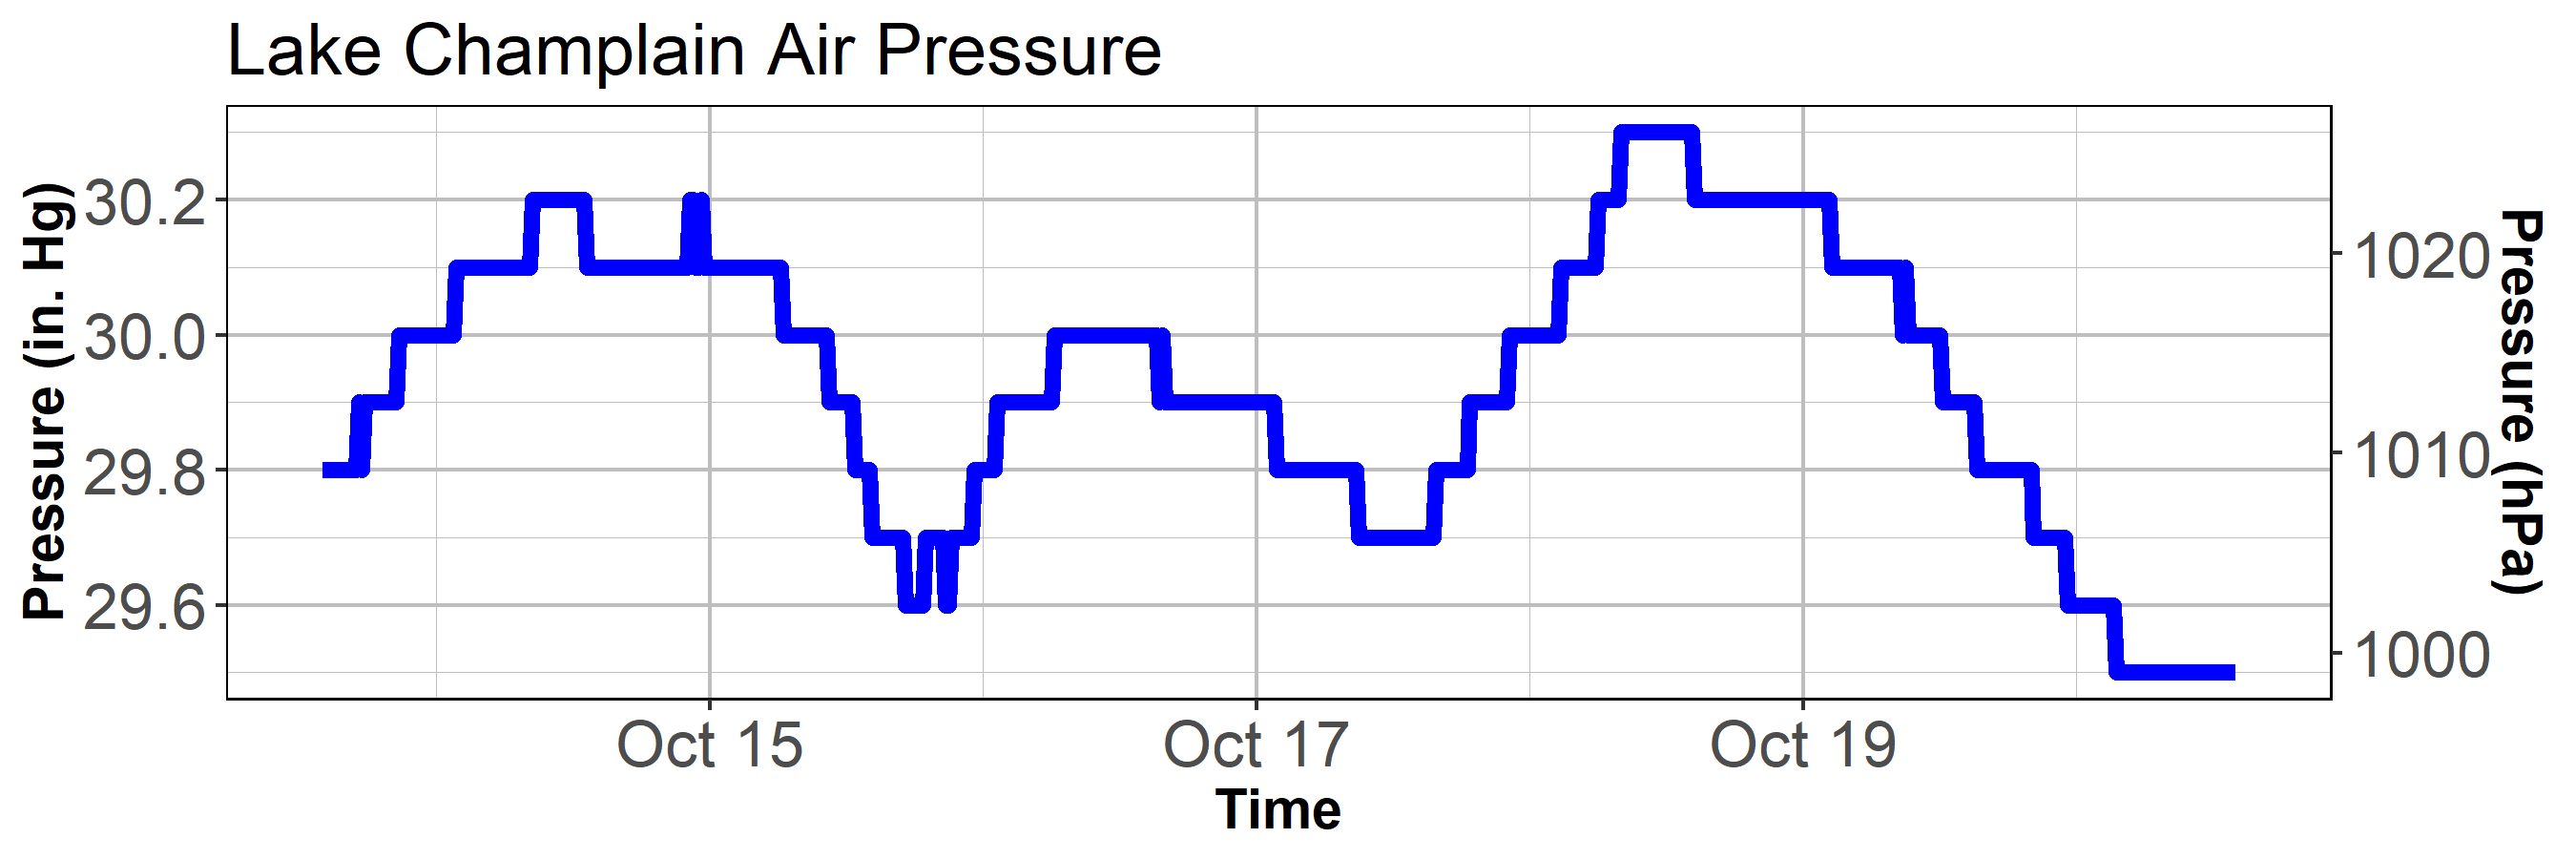 Lake Champlain Air Pressure
Pressure (in. Hg)
30.2
30.0
29.8
29.6
1020
1010
1000
Pressure (hPa)
Oct 15
Oct 17
Oct 19
Time